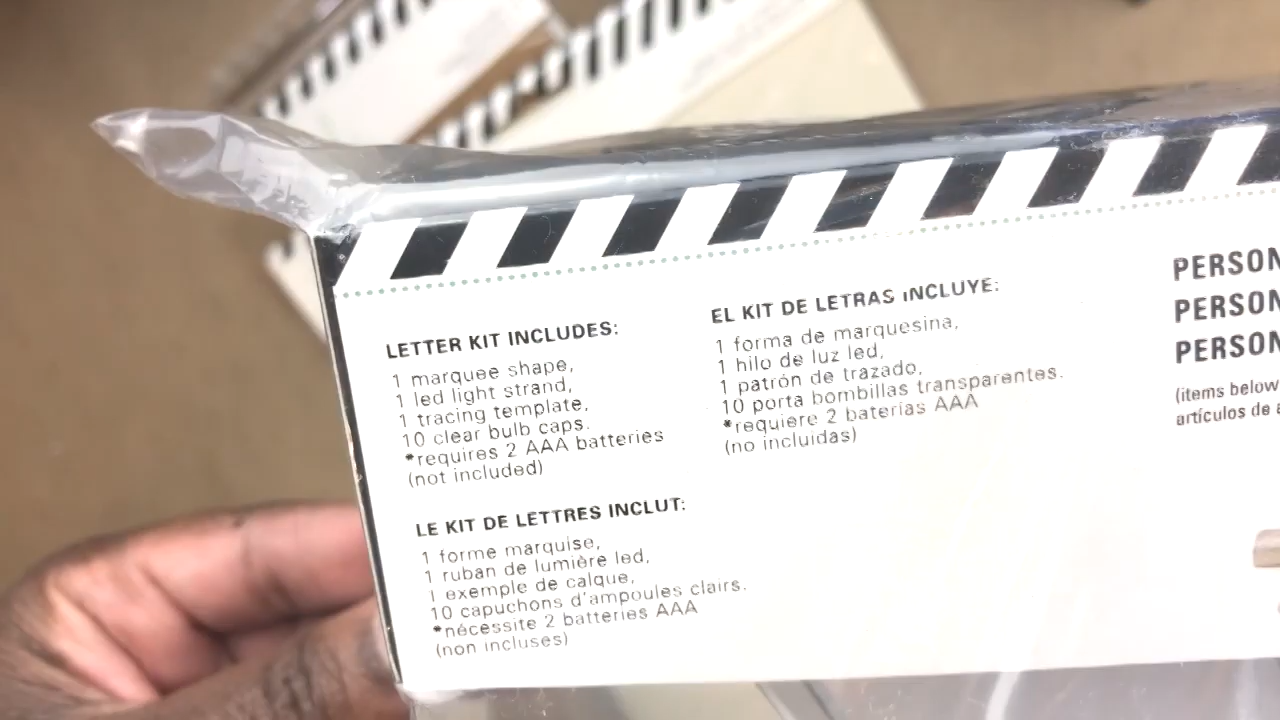 LETTER KIT INCLUDES:
1 marquee shape,
1 led light strand,
1 tracing template,
10 clear bulb caps.
*requires 2 AAA batteries
(not included)
EL KIT DE LETRAS INCLUYE:
1 forma de marquesina,
1 hilo de luz led,
1 patrón de trazado,
10 porta bombillas transparentes.
*requiere 2 baterías AAA
(no incluidas)
LE KIT DE LETTRES INCLUT:
1 forme marquise,
1 ruban de lumière led,
1 exemple de calque,
10 capuchons d'ampoules clairs.
*nécessite 2 batteries AAA
(non incluses)
PERSON
PERSON
PERSON
(items below
artículos de